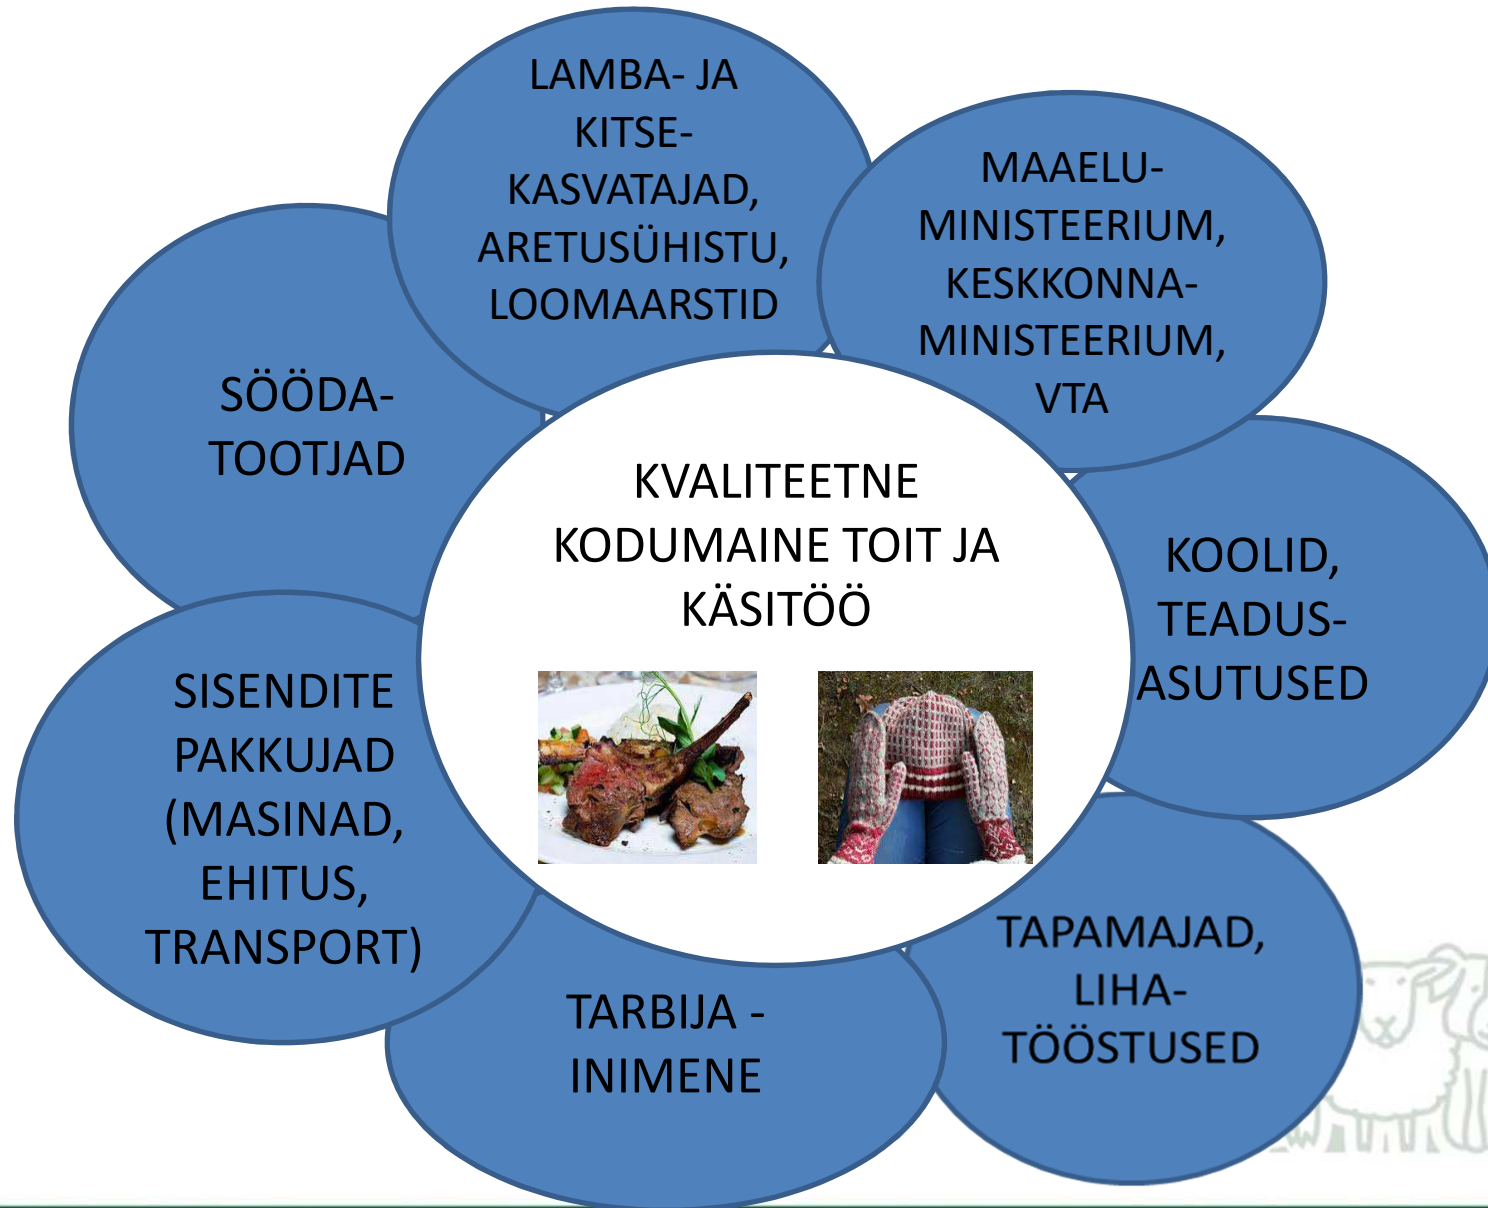 LAMBA- JA
KITSE-
KASVATAJAD,
ARETUSÜHISTU,
LOOMAARSTID
MAAELU-
MINISTEERIUM,
KESKKONNA-
MINISTEERIUM,
VTA
SÖÖDA-
TOOTJAD
KVALITEETNE
KODUMAINE TOIT JA
KÄSITÖÖ
KOOLID,
TEADUS-
ASUTUSED
SISENDITE
PAKKUJAD
(MASINAD,
EHITUS,
TRANSPORT)
TAPAMAJAD,
LIHA-
TÖÖSTUSED
TARBIJA -
INIMENE